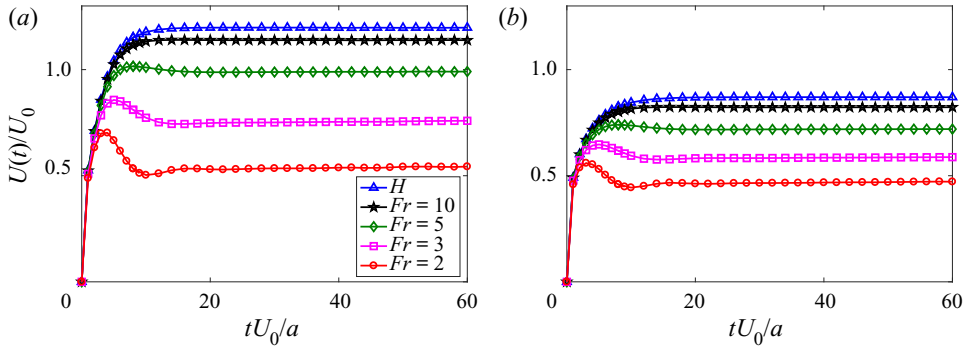 (a)
U(t)/U₀
1.0
0.5
0
20
40
60
tU₀/a
H
Fr = 10
Fr = 5
Fr = 3
Fr = 2
(b)
1.0
0.5
0
20
40
60
tU₀/a